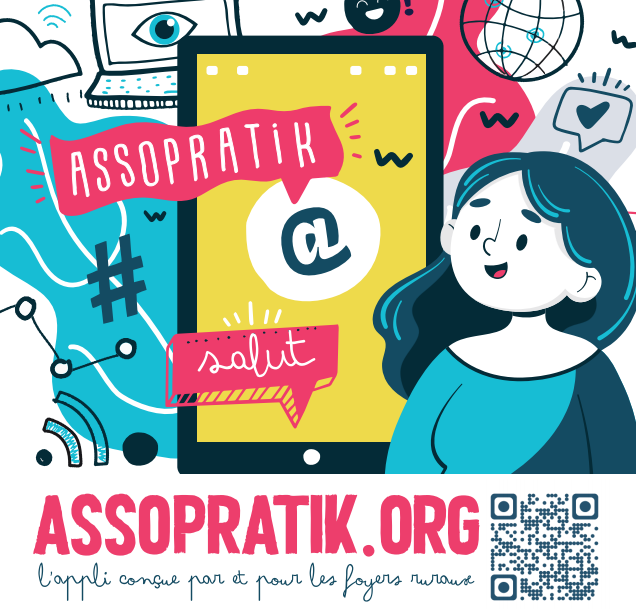 ASSOPRATiK
@
#
salut
ASSOPRATIK.ORG
l'appli conçue par et pour les foyers ruraux